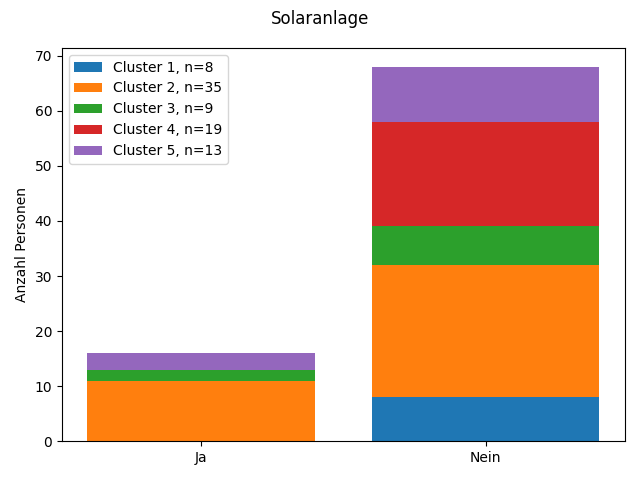 Solaranlage
Anzahl Personen
70
60
50
40
30
20
10
0
Cluster 1, n=8
Cluster 2, n=35
Cluster 3, n=9
Cluster 4, n=19
Cluster 5, n=13
Ja
Nein